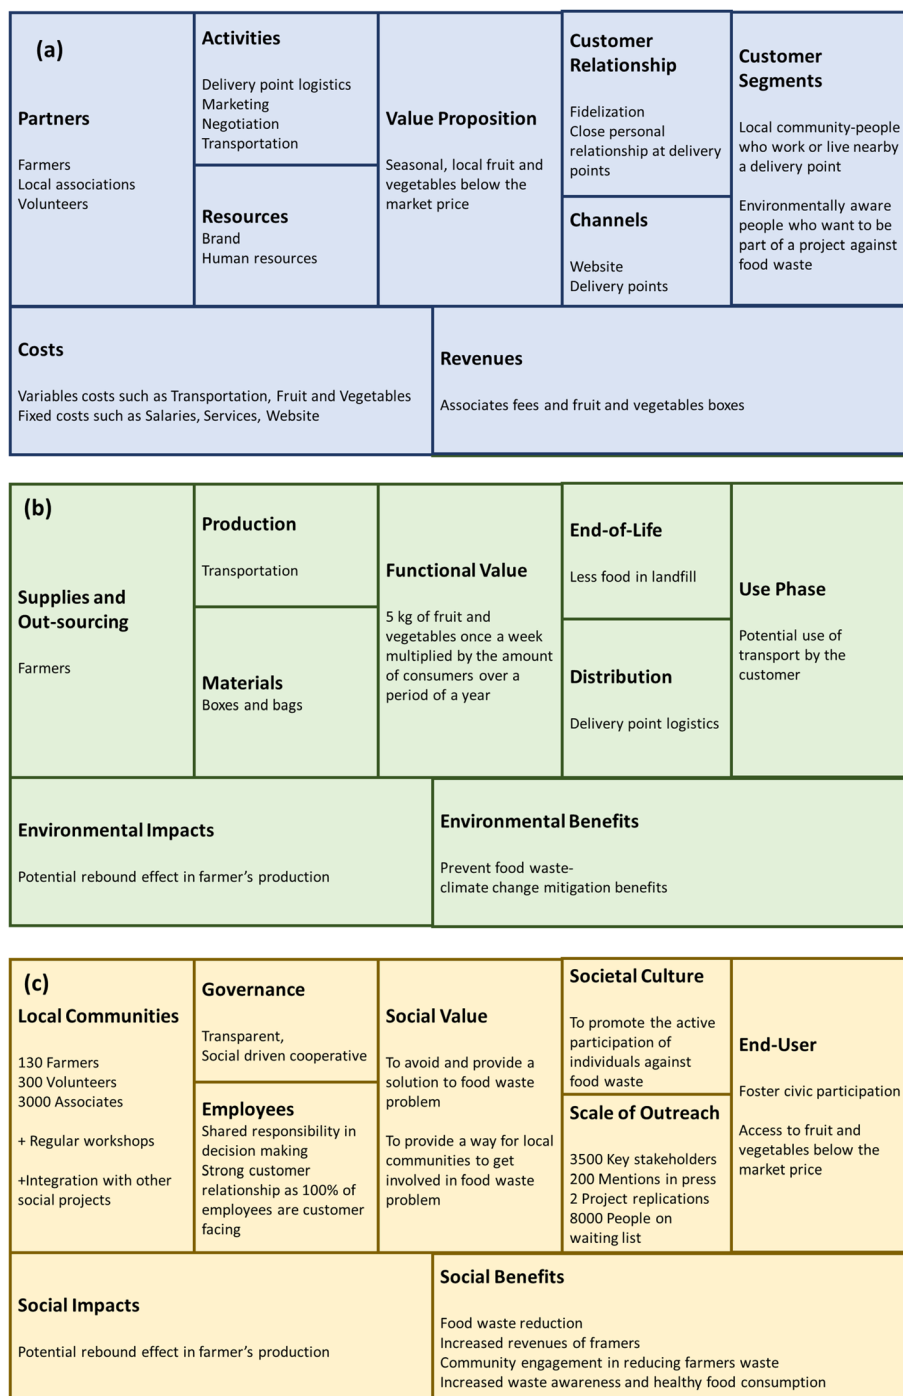 (a)
Partners
Farmers
Local associations
Volunteers
Activities
Delivery point logistics
Marketing
Negotiation
Transportation
Resources
Brand
Human resources
Value Proposition
Seasonal, local fruit and
vegetables below the
market price
Customer
Relationship
Fidelization
Close personal
relationship at delivery
points
Channels
Website
Delivery points
Customer
Segments
Local community-people
who work or live nearby
a delivery point
Environmentally aware
people who want to be
part of a project against
food waste
Costs
Variables costs such as Transportation, Fruit and Vegetables
Fixed costs such as Salaries, Services, Website
Revenues
Associates fees and fruit and vegetables boxes
(b)
Supplies and
Out-sourcing
Farmers
Production
Transportation
Materials
Boxes and bags
Functional Value
5 kg of fruit and
vegetables once a week
multiplied by the amount
of consumers over a
period of a year
End-of-Life
Less food in landfill
Distribution
Delivery point logistics
Use Phase
Potential use of
transport by the
customer
Environmental Impacts
Potential rebound effect in farmer's production
Environmental Benefits
Prevent food waste-
climate change mitigation benefits
(c)
Local Communities
130 Farmers
300 Volunteers
3000 Associates
+ Regular workshops
+Integration with other
social projects
Governance
Transparent,
Social driven cooperative
Employees
Shared responsibility in
decision making
Strong customer
relationship as 100% of
employees are customer
facing
Social Value
To avoid and provide a
solution to food waste
problem
To provide a way for local
communities to get
involved in food waste
problem
Societal Culture
To promote the active
participation of
individuals against
food waste
Scale of Outreach
3500 Key stakeholders
200 Mentions in press
2 Project replications
8000 People on
waiting list
End-User
Foster civic participation
Access to fruit and
vegetables below the
market price
Social Impacts
Potential rebound effect in farmer's production
Social Benefits
Food waste reduction
Increased revenues of framers
Community engagement in reducing farmers waste
Increased waste awareness and healthy food consumption